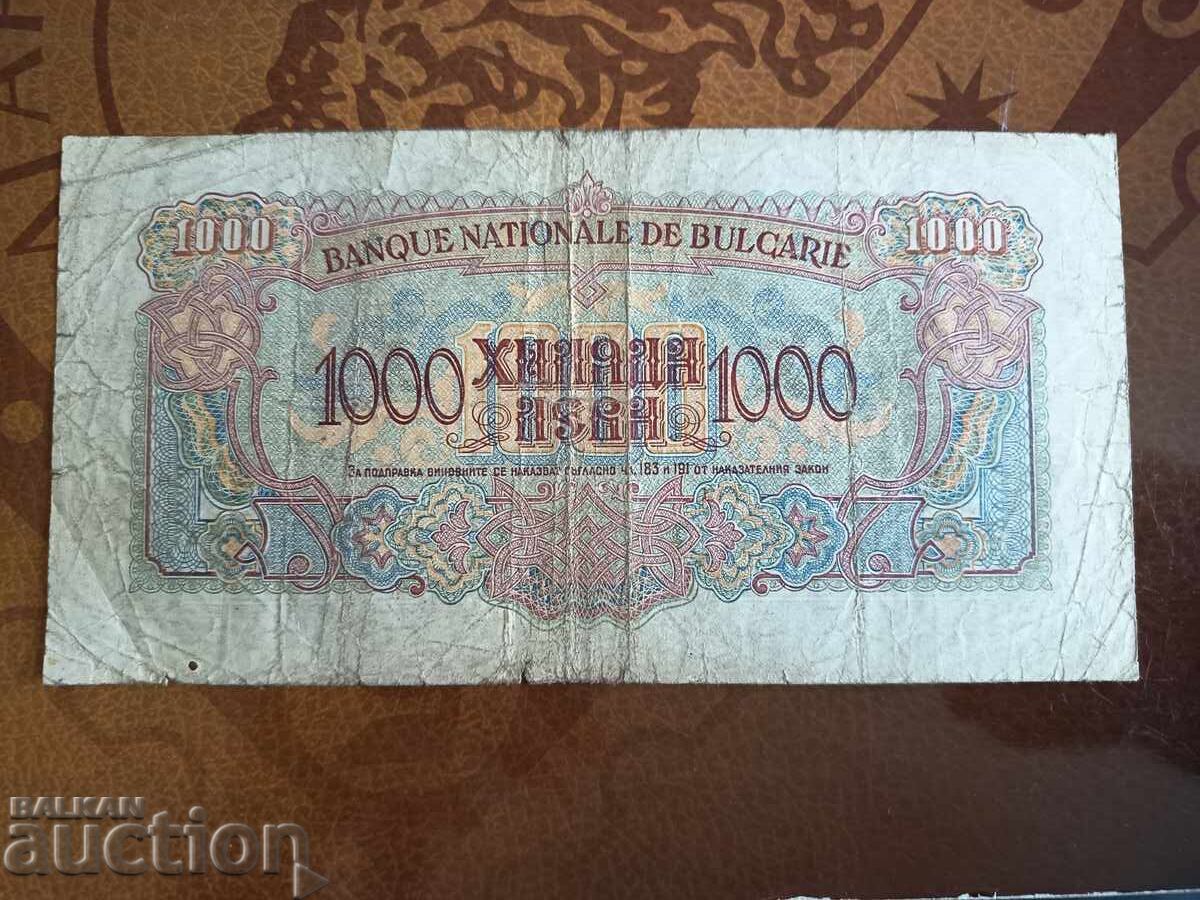 1000 1000
BANQUE NATIONALE DE BULGARIE
1000 1000 1000
ХИЛЯДИ
ЛЕВА
ЗА ПОДПРАВКА ВИНОВНИТЕ СЕ НАКАЗВАТ СЪГЛАСНО ЧЛ. 183 И 191 ОТ НАКАЗАТЕЛНИЯ ЗАКОН
BALKAN
auction